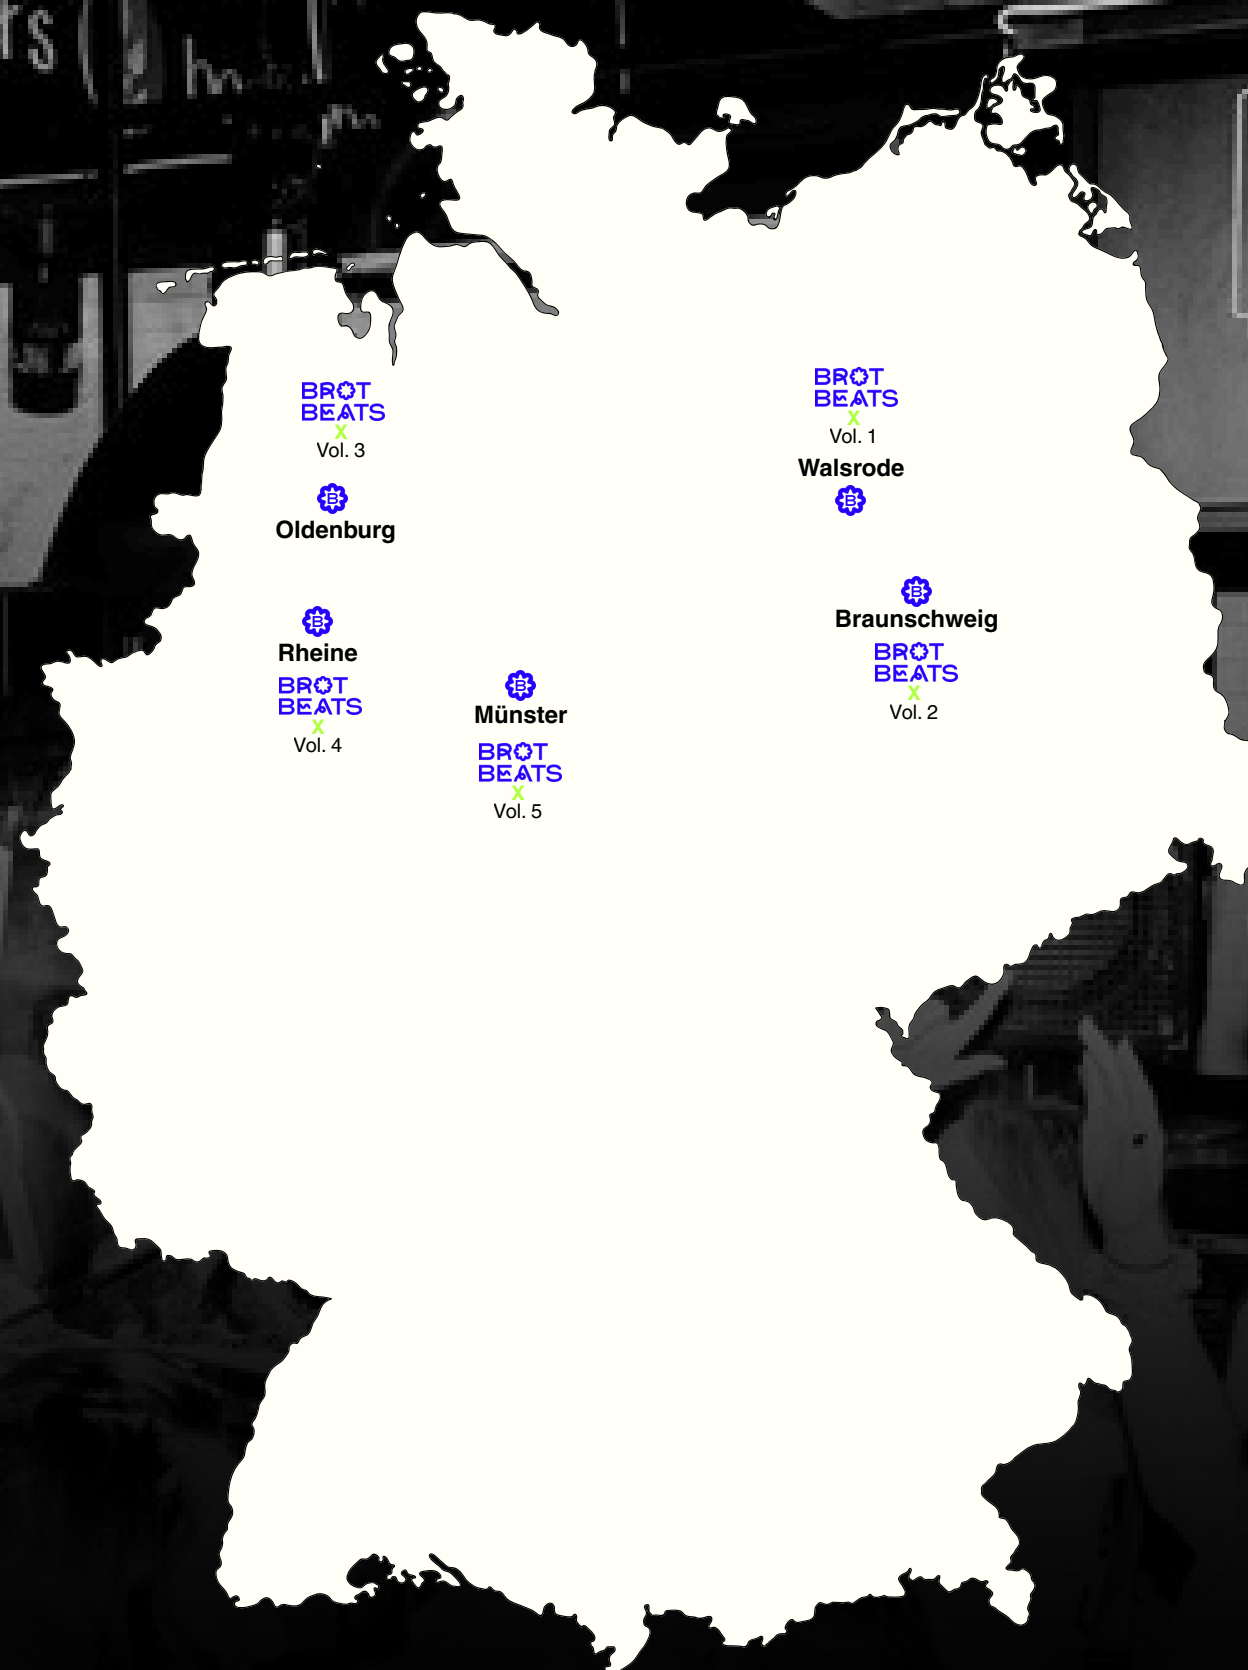 BROT
BEATS
X
Vol. 3
Oldenburg
BROT
BEATS
X
Vol. 1
Walsrode
Braunschweig
BROT
BEATS
X
Vol. 2
Rheine
BROT
BEATS
X
Vol. 4
Münster
BROT
BEATS
X
Vol. 5
B
B
B
B
B